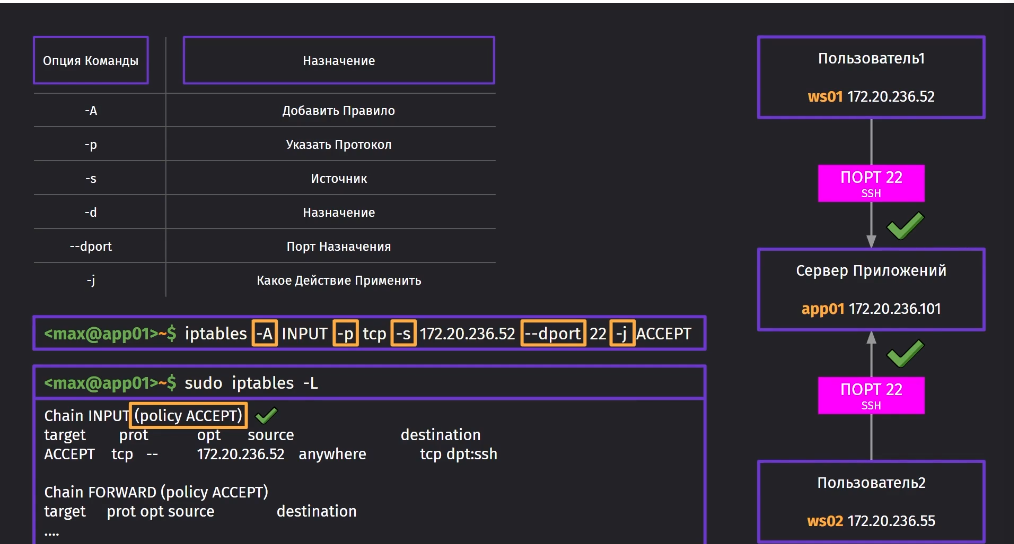 Опция Команды Назначение
-A Добавить Правило
-p Указать Протокол
-s Источник
-d Назначение
--dport Порт Назначения
-j Какое Действие Применить
<max@app01>~$ iptables -A INPUT -p tcp -s 172.20.236.52 --dport 22 -j ACCEPT
<max@app01>~$ sudo iptables -L
Chain INPUT (policy ACCEPT)
target prot opt source destination
ACCEPT tcp -- 172.20.236.52 anywhere tcp dpt:ssh
Chain FORWARD (policy ACCEPT)
target prot opt source destination
....
Пользователь1
ws01 172.20.236.52
ПОРТ 22
SSH
Сервер Приложений
app01 172.20.236.101
ПОРТ 22
SSH
Пользователь2
ws02 172.20.236.55